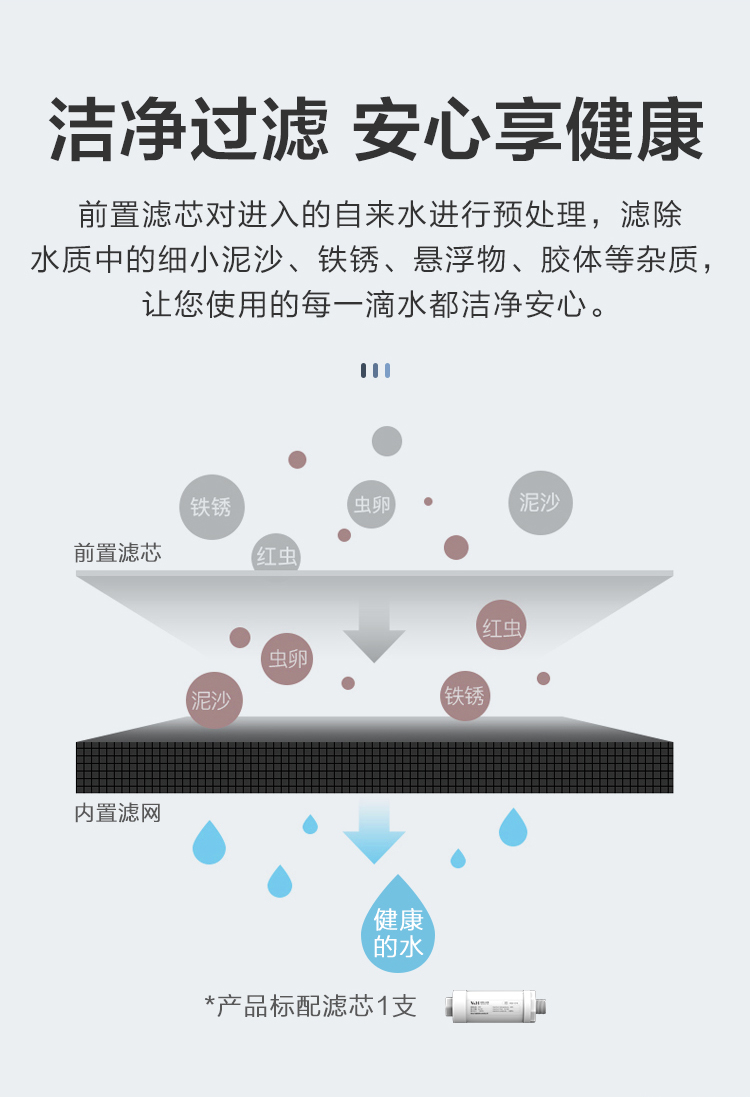 洁净过滤 安心享健康
前置滤芯对进入的自来水进行预处理，滤除
水质中的细小泥沙、铁锈、悬浮物、胶体等杂质，
让您使用的每一滴水都洁净安心。
铁锈
虫卵
泥沙
红虫
前置滤芯
红虫
虫卵
泥沙
铁锈
内置滤网
健康
的水
*产品标配滤芯1支